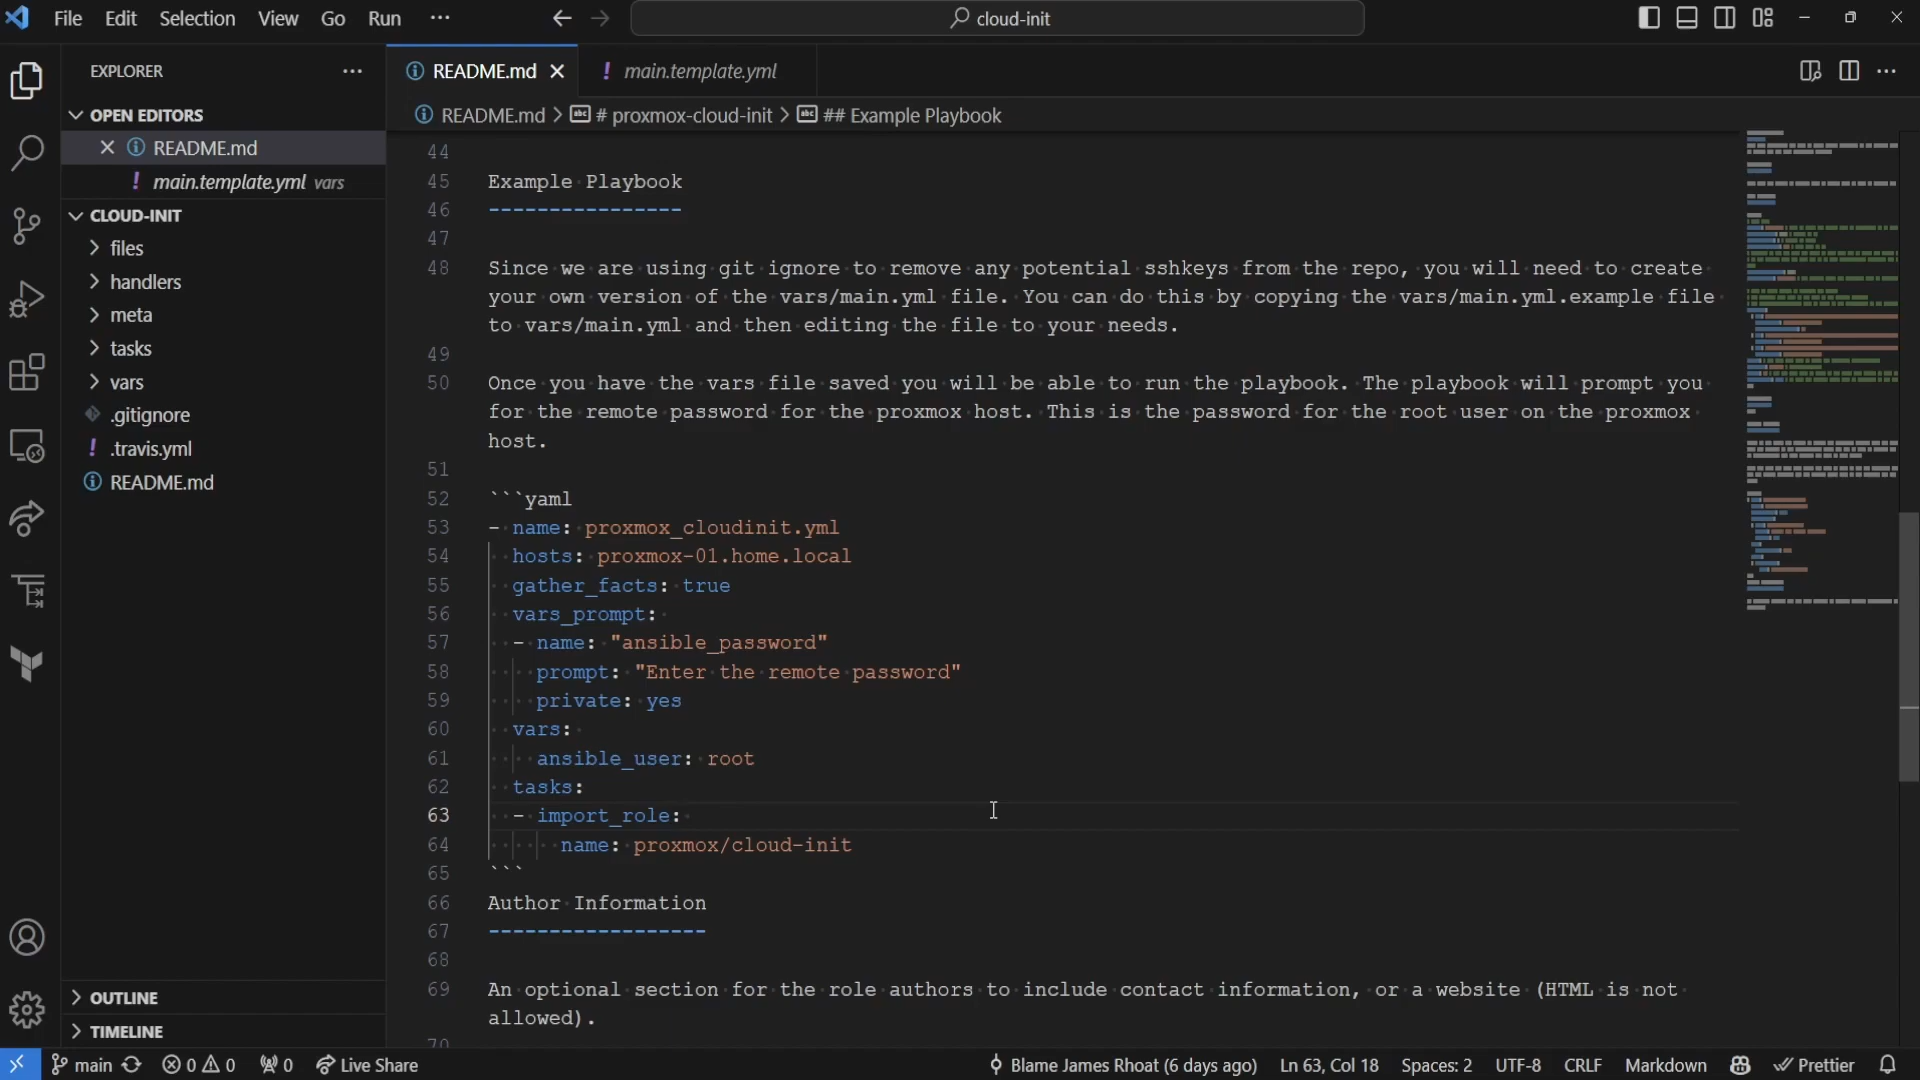 File Edit Selection View Go Run ···
cloud-init
EXPLORER
README.md
main.template.yml
OPEN EDITORS
README.md > # proxmox-cloud-init > ## Example Playbook
README.md
main.template.yml vars
CLOUD-INIT
files
handlers
meta
tasks
vars
.gitignore
.travis.yml
README.md
OUTLINE
TIMELINE
44
45 Example Playbook
46 ----------------
47
48 Since we are using git ignore to remove any potential sshkeys from the repo, you will need to create
your own version of the vars/main.yml file. You can do this by copying the vars/main.yml.example file
to vars/main.yml and then editing the file to your needs.
49
50 Once you have the vars file saved you will be able to run the playbook. The playbook will prompt you
for the remote password for the proxmox host. This is the password for the root user on the proxmox
host.
51
52 ```yaml
53 - name: proxmox_cloudinit.yml
54 hosts: proxmox-01.home.local
55 gather_facts: true
56 vars_prompt:
57 - name: "ansible_password"
58 prompt: "Enter the remote password"
59 private: yes
60 vars:
61 ansible_user: root
62 tasks:
63 - import_role:
64 name: proxmox/cloud-init
65 ```
66 Author Information
67 ------------------
68
69 An optional section for the role authors to include contact information, or a website (HTML is not
allowed).
70
main 0 0 0 Live Share Blame James Rhoat (6 days ago) Ln 63, Col 18 Spaces: 2 UTF-8 CRLF Markdown Prettier